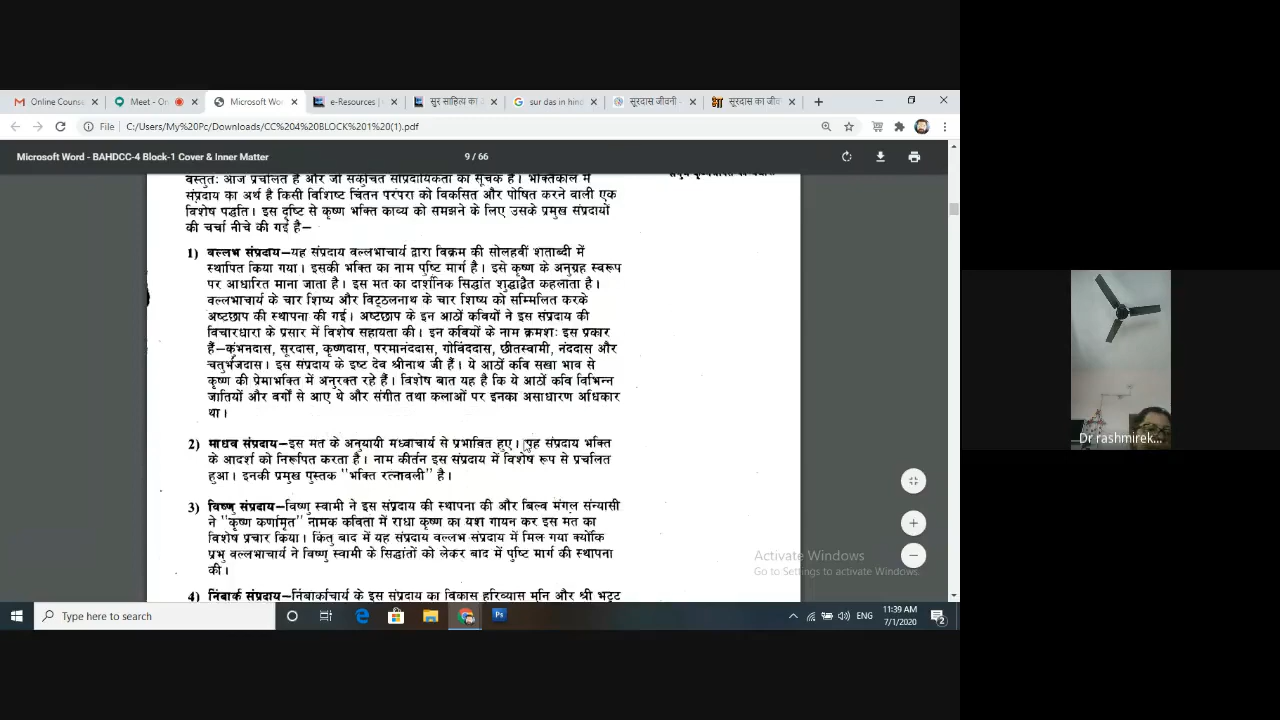 Online Couns
Meet - On
Microsoft Wo
e-Resources |
सुर साहित्य का
sur das in hind
सूरदास जीवनी -
सूरदास का जीव
File | C:/Users/My%20Pc/Downloads/CC%204%20BLOCK%201%20(1).pdf
Microsoft Word - BAHDCC-4 Block-1 Cover & Inner Matter
9 / 66
वस्तुतः आज प्रचलित है और जो संकुचित सांप्रदायिकता का सूचक है। भक्तिकाल में
संप्रदाय का अर्थ है किसी विशिष्ट चिंतन परंपरा को विकसित और पोषित करने वाली एक
विशेष पद्धति। इस दृष्टि से कृष्ण भक्ति काव्य को समझने के लिए उसके प्रमुख संप्रदायों
की चर्चा नीचे की गई है–
1) वल्लभ संप्रदाय–यह संप्रदाय वल्लभाचार्य द्वारा विक्रम की सोलहवीं शताब्दी में
स्थापित किया गया। इसकी भक्ति का नाम पुष्टि मार्ग है। इसे कृष्ण के अनुग्रह स्वरूप
पर आधारित माना जाता है। इस मत का दार्शनिक सिद्धांत शुद्धाद्वैत कहलाता है।
वल्लभाचार्य के चार शिष्य और विट्ठलनाथ के चार शिष्य को सम्मिलित करके
अष्टछाप की स्थापना की गई। अष्टछाप के इन आठों कवियों ने इस संप्रदाय की
विचारधारा के प्रसार में विशेष सहायता की। इन कवियों के नाम क्रमशः इस प्रकार
हैं–कुंभनदास, सूरदास, कृष्णदास, परमानंददास, गोविंददास, छीतस्वामी, नंददास और
चतुर्भजदास। इस संप्रदाय के इष्ट देव श्रीनाथ जी हैं। ये आठों कवि सखा भाव से
कृष्ण की प्रेमाभक्ति में अनुरक्त रहे हैं। विशेष बात यह है कि ये आठों कवि विभिन्न
जातियों और वर्गों से आए थे और संगीत तथा कलाओं पर इनका असाधारण अधिकार
था।
2) माधव संप्रदाय–इस मत के अनुयायी मध्वाचार्य से प्रभावित हुए। यह संप्रदाय भक्ति
के आदर्श को निरूपित करता है। नाम कीर्तन इस संप्रदाय में विशेष रूप से प्रचलित
हुआ। इनकी प्रमुख पुस्तक "भक्ति रत्नावली" है।
3) विष्णु संप्रदाय–विष्णु स्वामी ने इस संप्रदाय की स्थापना की और बिल्व मंगल संन्यासी
ने "कृष्ण कर्णामृत" नामक कविता में राधा कृष्ण का यश गायन कर इस मत का
विशेष प्रचार किया। किंतु बाद में यह संप्रदाय वल्लभ संप्रदाय में मिल गया क्योंकि
प्रभु वल्लभाचार्य ने विष्णु स्वामी के सिद्धांतों को लेकर बाद में पुष्टि मार्ग की स्थापना
की।
4) निंबार्क संप्रदाय–निंबार्काचार्य के इस संप्रदाय का विकास हरिव्यास मुनि और श्री भट्ट
Activate Windows
Go to Settings to activate Windows.
Dr rashmirek...
Type here to search
Ps
ENG
11:39 AM
7/1/2020
2